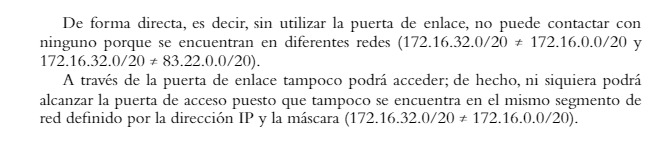 De forma directa, es decir, sin utilizar la puerta de enlace, no puede contactar con
ninguno porque se encuentran en diferentes redes (172.16.32.0/20 ≠ 172.16.0.0/20 y
172.16.32.0/20 ≠ 83.22.0.0/20).
A través de la puerta de enlace tampoco podrá acceder; de hecho, ni siquiera podrá
alcanzar la puerta de acceso puesto que tampoco se encuentra en el mismo segmento de
red definido por la dirección IP y la máscara (172.16.32.0/20 ≠ 172.16.0.0/20).